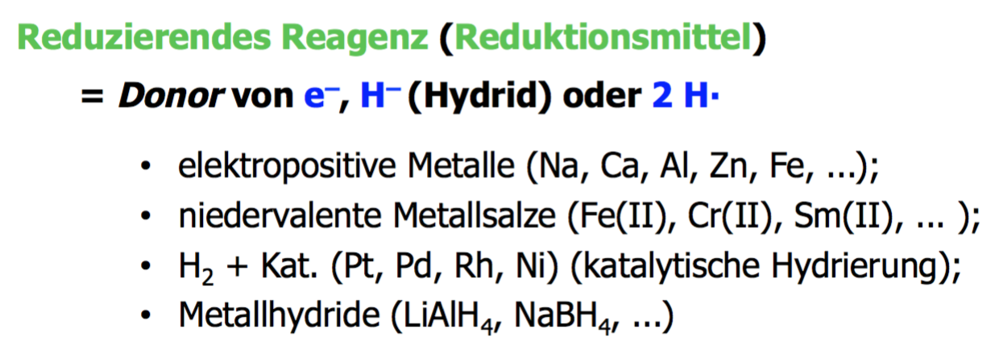 Reduzierendes Reagenz (Reduktionsmittel)
= Donor von e⁻, H⁻ (Hydrid) oder 2 H·
• elektropositive Metalle (Na, Ca, Al, Zn, Fe, ...);
• niedervalente Metallsalze (Fe(II), Cr(II), Sm(II), ... );
• H₂ + Kat. (Pt, Pd, Rh, Ni) (katalytische Hydrierung);
• Metallhydride (LiAlH₄, NaBH₄, ...)